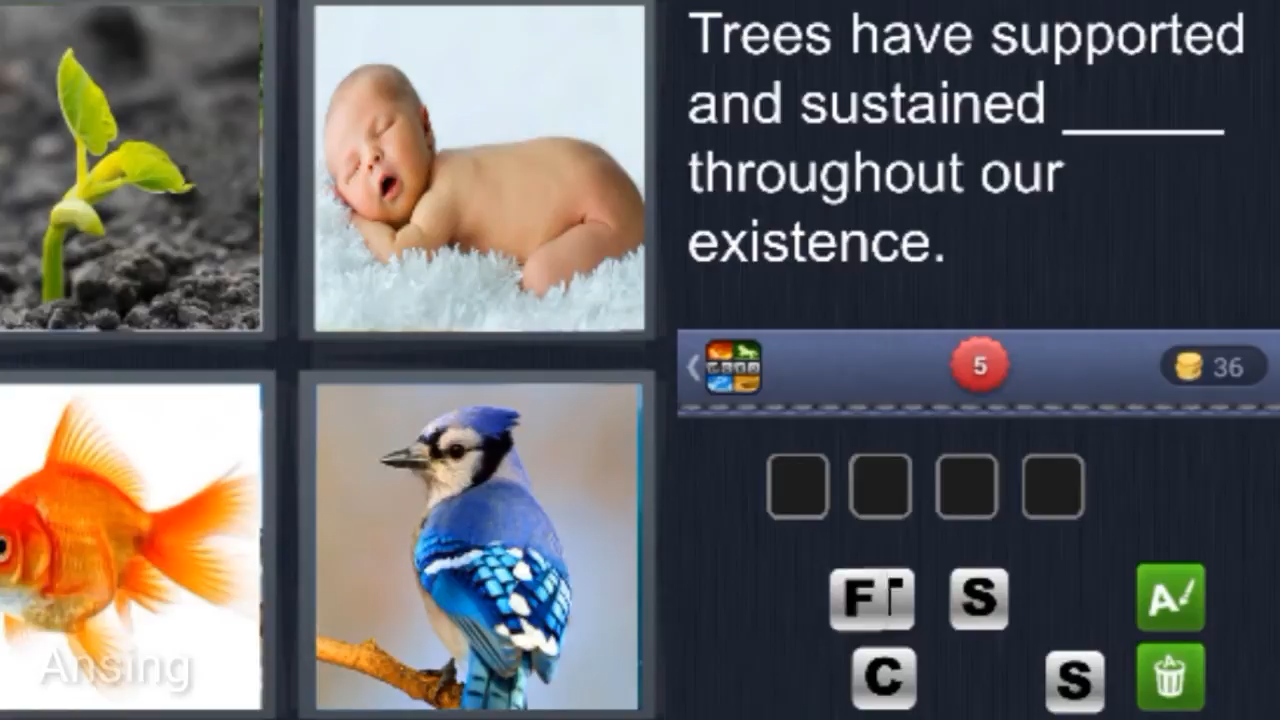 Trees have supported
and sustained ______
throughout our
existence.
5
36
F S
C S
A
Ansing